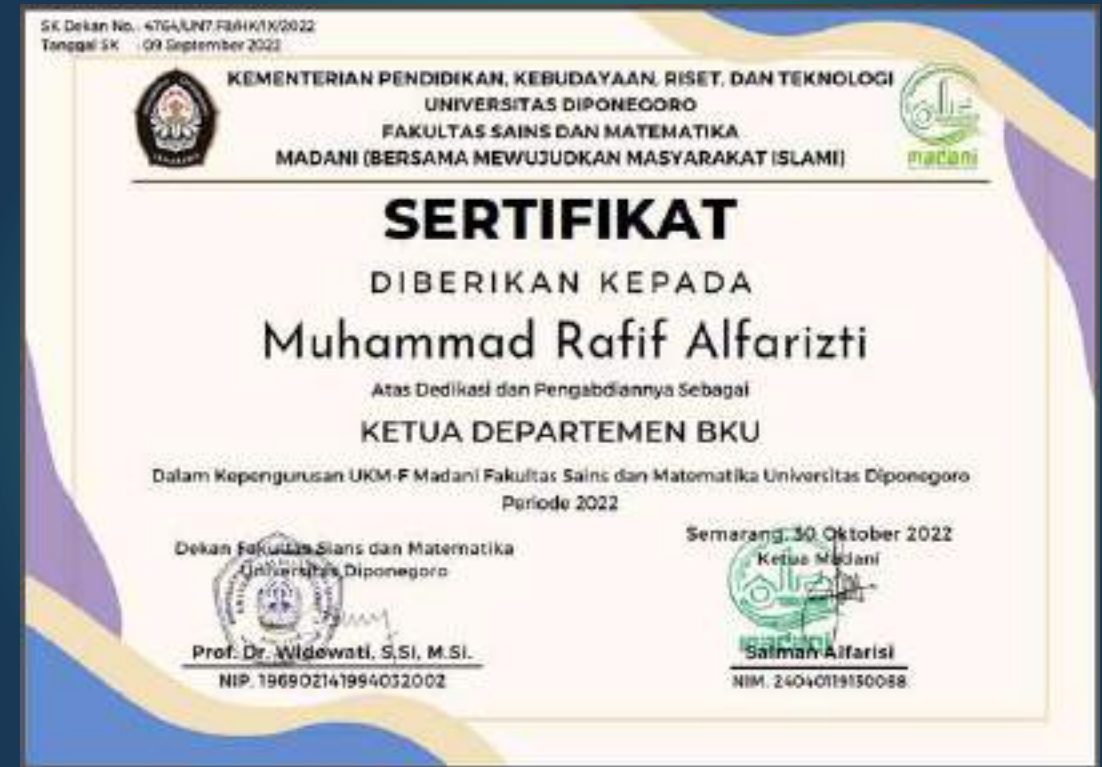 SK Dekan No. : 4764/UN7.F8/HK/IX/2022
Tanggal SK : 09 September 2022
KEMENTERIAN PENDIDIKAN, KEBUDAYAAN, RISET, DAN TEKNOLOGI
UNIVERSITAS DIPONEGORO
FAKULTAS SAINS DAN MATEMATIKA
MADANI (BERSAMA MEWUJUDKAN MASYARAKAT ISLAMI)
madani
SERTIFIKAT
DIBERIKAN KEPADA
Muhammad Rafif Alfarizti
Atas Dedikasi dan Pengabdiannya Sebagai
KETUA DEPARTEMEN BKU
Dalam Kepengurusan UKM-F Madani Fakultas Sains dan Matematika Universitas Diponegoro
Periode 2022
Dekan Fakultas Sians dan Matematika
Universitas Diponegoro
Prof. Dr. Widowati, S.Si, M.Si.
NIP. 196902141994032002
Semarang, 30 Oktober 2022
Ketua Madani
madani
Salman Alfarisi
NIM. 24040119130088